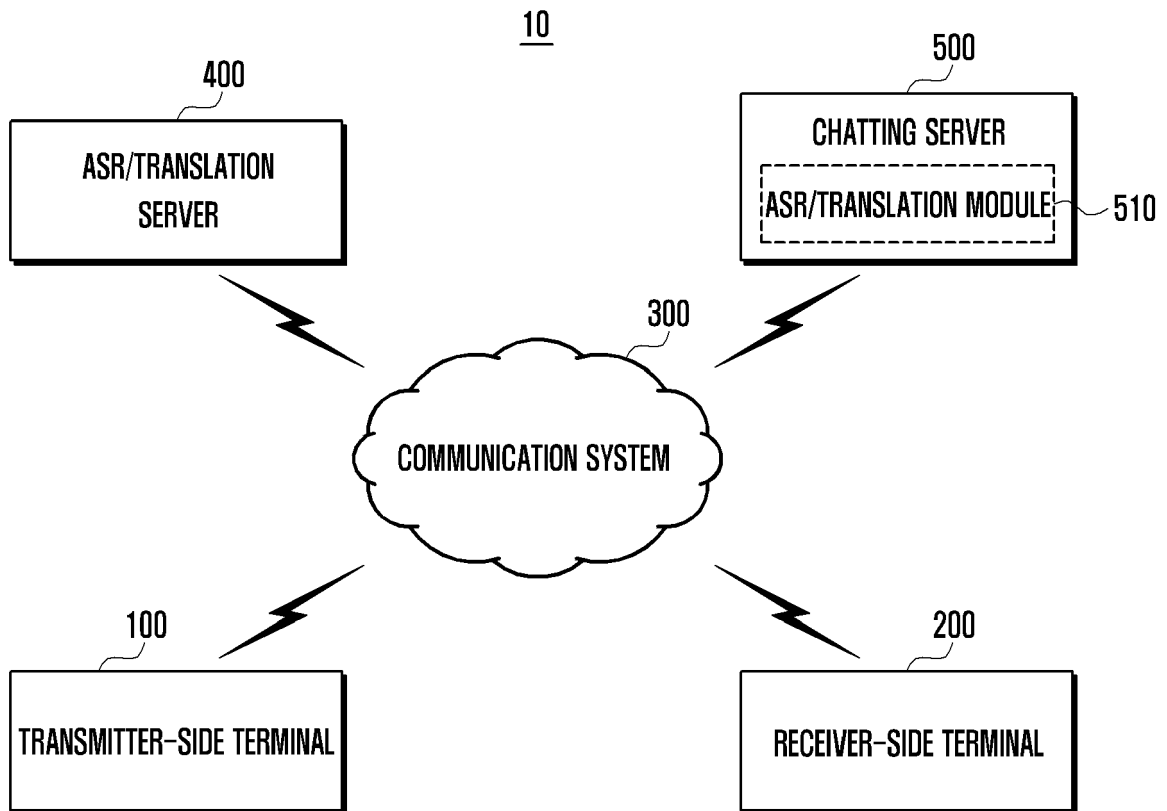 10
400
ASR/TRANSLATION
SERVER
500
CHATTING SERVER
ASR/TRANSLATION MODULE
510
300
COMMUNICATION SYSTEM
100
TRANSMITTER-SIDE TERMINAL
200
RECEIVER-SIDE TERMINAL